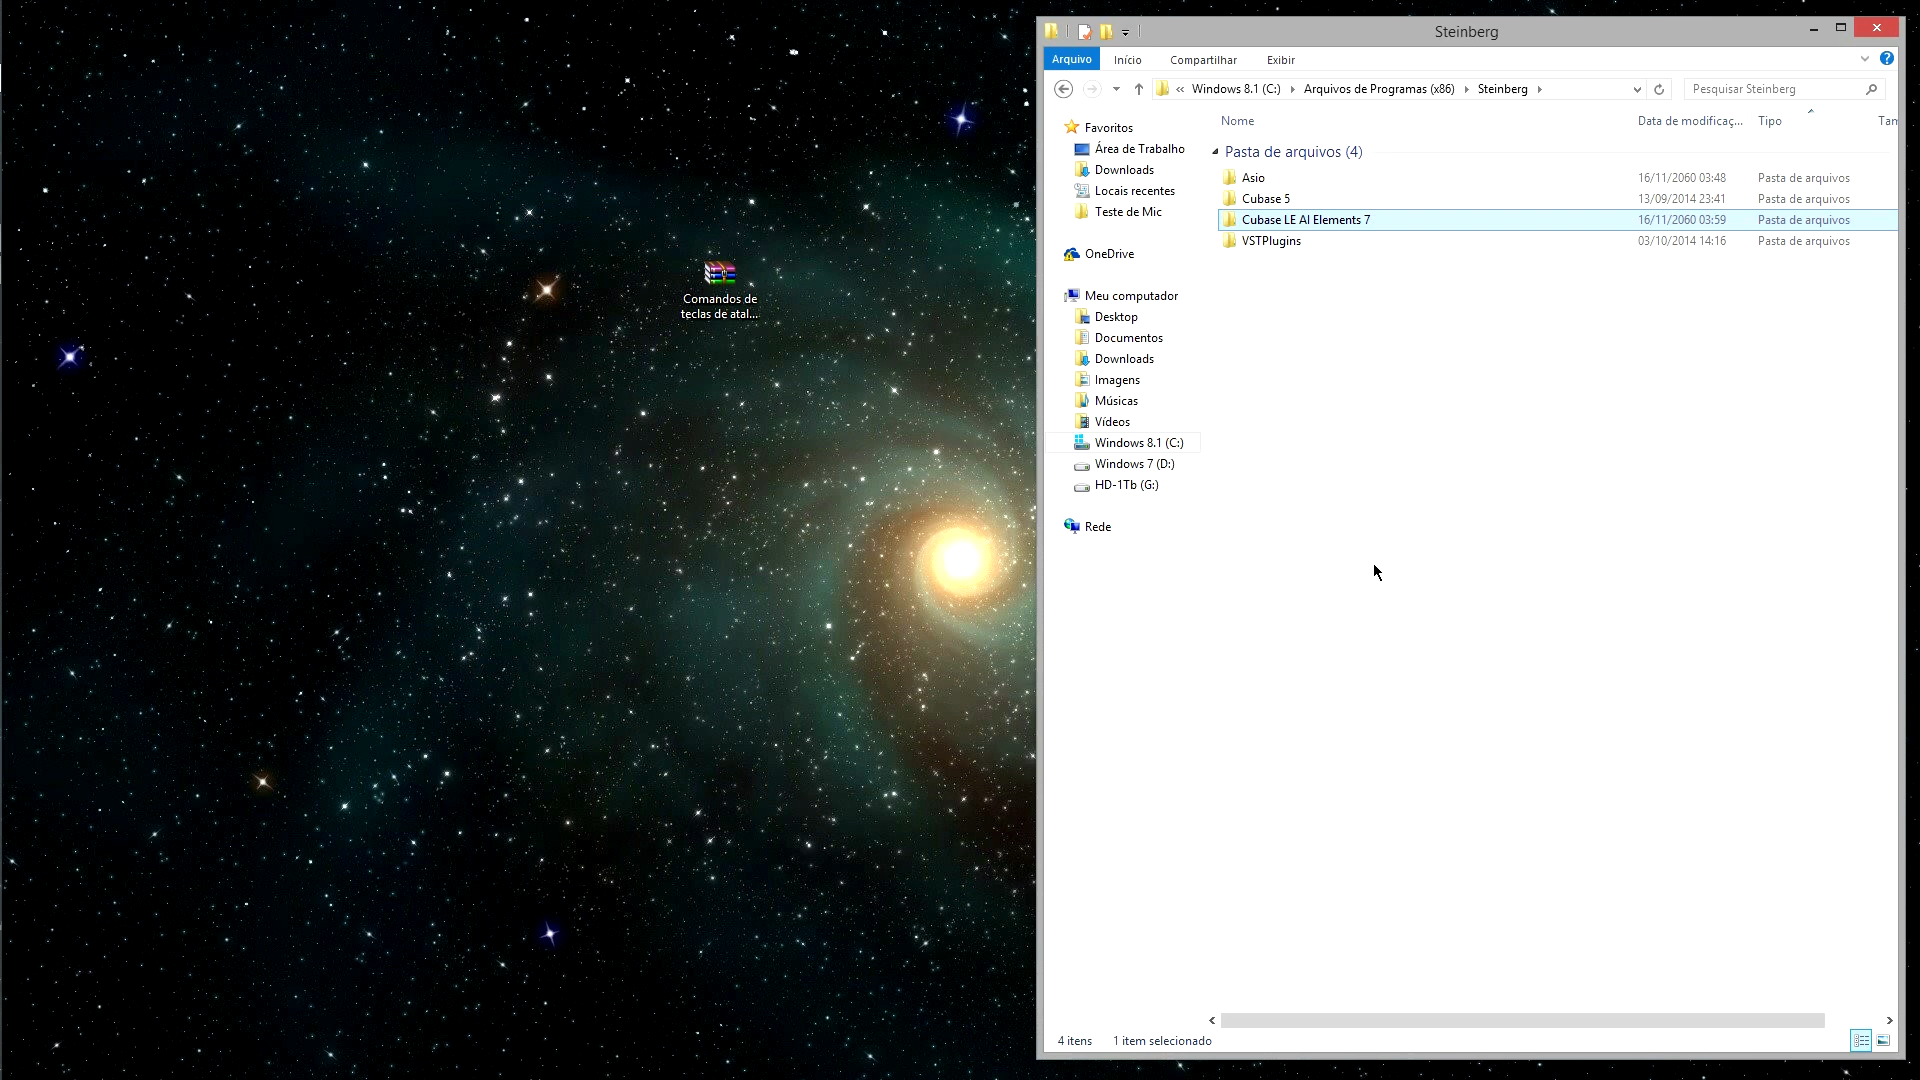 Comandos de
teclas de atal...
Steinberg
Arquivo Início Compartilhar Exibir
« Windows 8.1 (C:) Arquivos de Programas (x86) Steinberg Pesquisar Steinberg
Nome Data de modificaç... Tipo Tam
Favoritos
Área de Trabalho
Downloads
Locais recentes
Teste de Mic
OneDrive
Meu computador
Desktop
Documentos
Downloads
Imagens
Músicas
Vídeos
Windows 8.1 (C:)
Windows 7 (D:)
HD-1Tb (G:)
Rede
Pasta de arquivos (4)
Asio 16/11/2060 03:48 Pasta de arquivos
Cubase 5 13/09/2014 23:41 Pasta de arquivos
Cubase LE AI Elements 7 16/11/2060 03:59 Pasta de arquivos
VSTPlugins 03/10/2014 14:16 Pasta de arquivos
4 itens 1 item selecionado